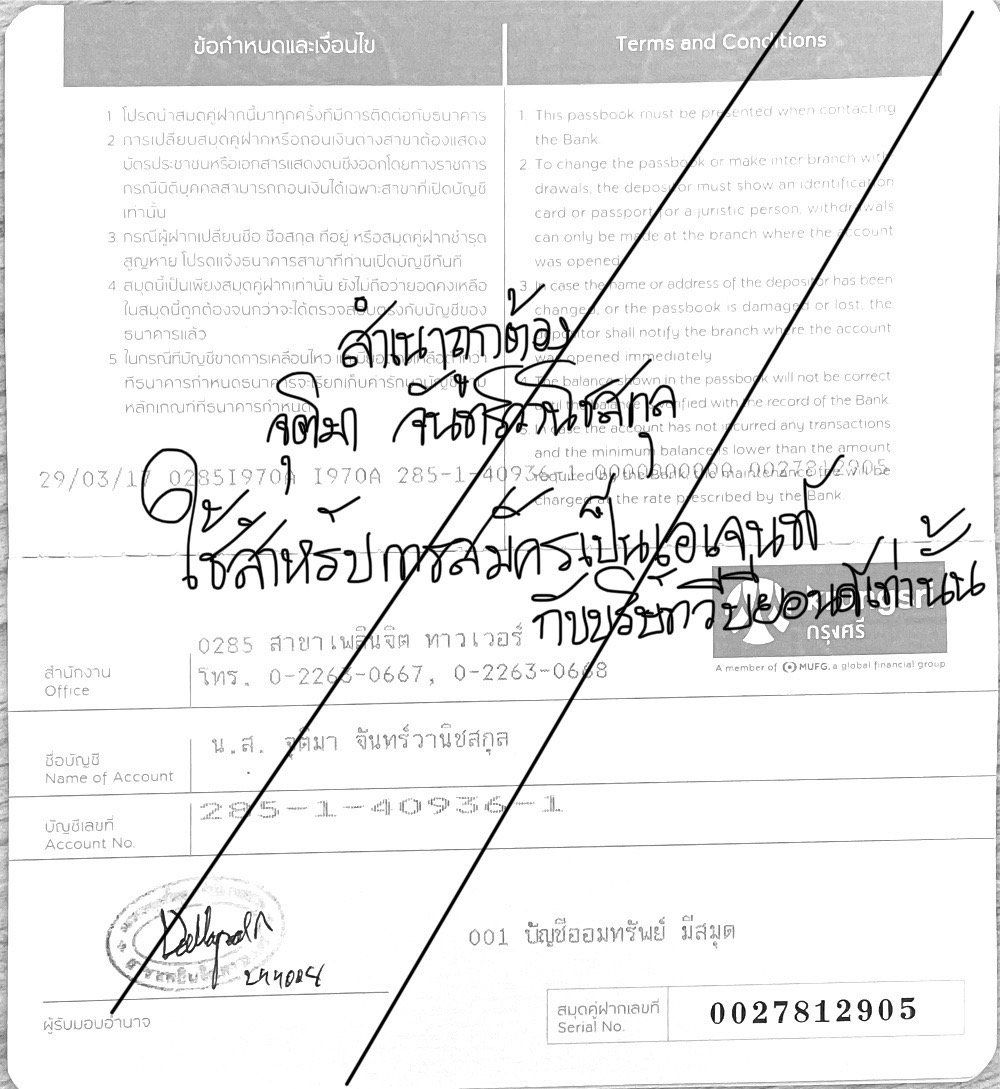 ข้อกำหนดและเงื่อนไข
1 โปรดนำสมุดคู่ฝากนี้มาทุกครั้งที่มีการติดต่อกับธนาคาร
2 การเปลี่ยนสมุดคู่ฝากหรือถอนเงินต่างสาขาต้องแสดง
บัตรประชาชนหรือเอกสารแสดงตนซึ่งออกโดยทางราชการ
กรณีนิติบุคคลสามารถถอนเงินได้เฉพาะสาขาที่เปิดบัญชี
เท่านั้น
3 กรณีผู้ฝากเปลี่ยนชื่อ ชื่อสกุล ที่อยู่ หรือสมุดคู่ฝากชำรุด
สูญหาย โปรดแจ้งธนาคารสาขาที่ท่านเปิดบัญชีทันที
4 สมุดนี้เป็นเพียงสมุดคู่ฝากเท่านั้น ยังไม่ถือว่ายอดคงเหลือ
ในสมุดนี้ถูกต้องจนกว่าจะได้ตรวจสอบตรงกับบัญชีของ
ธนาคารแล้ว
5 ในกรณีที่บัญชีขาดการเคลื่อนไหว
ที่ธนาคารกำหนดธนาคารจะเรียกเก็บค่ารักษาบัญชี
หลักเกณฑ์ที่ธนาคารกำหนด
Terms and Conditions
1. This passbook must be presented when contacting
the Bank.
2. To change the passbook or make inter branch with
drawals, the depositor must show an identification
card or passport, for a juristic person, withdrawals
can only be made at the branch where the account
was opened
3. In case the name or address of the depositor has been
changed, or the passbook is damaged or lost, the
depositor shall notify the branch where the account
was opened immediately
4. The balance shown in the passbook will not be correct
until the balance verified with the record of the Bank.
5. In case the account has not incurred any transactions
and the minimum balance is lower than the amount
required by the Bank, the maintenance fee will be
charged at the rate prescribed by the Bank.
สำเนาถูกต้อง
จุติมา จันทร์วานิชสกุล
29/03/17 0285I970A I970A 285-1-40936-1 0000000000 0027812905
ใช้สำหรับการสมัครเป็นเอเจนซี่
กับบริษัทวีบียอนด์เท่านั้น
krungsri
กรุงศรี
A member of MUFG, a global financial group
สำนักงาน
Office
0285 สาขาเพลินจิต ทาวเวอร์
โทร. 0-2263-0667, 0-2263-0668
ชื่อบัญชี
Name of Account
น.ส. จุติมา จันทร์วานิชสกุล
บัญชีเลขที่
Account No.
285-1-40936-1
001 บัญชีออมทรัพย์ มีสมุด
ผู้รับมอบอำนาจ
สมุดคู่ฝากเลขที่
Serial No.
0027812905